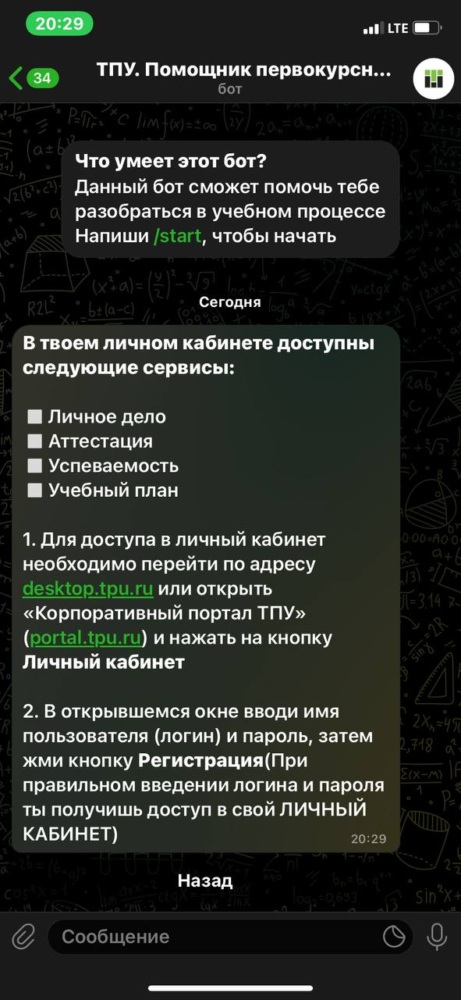 20:29
LTE
34
ТПУ. Помощник первокурсн...
бот
Что умеет этот бот?
Данный бот сможет помочь тебе
разобраться в учебном процессе
Напиши /start, чтобы начать
Сегодня
В твоем личном кабинете доступны
следующие сервисы:
Личное дело
Аттестация
Успеваемость
Учебный план
1. Для доступа в личный кабинет
необходимо перейти по адресу
desktop.tpu.ru или открыть
«Корпоративный портал ТПУ»
(portal.tpu.ru) и нажать на кнопку
Личный кабинет
2. В открывшемся окне вводи имя
пользователя (логин) и пароль, затем
жми кнопку Регистрация(При
правильном введении логина и пароля
ты получишь доступ в свой ЛИЧНЫЙ
КАБИНЕТ)
20:29
Назад
Сообщение